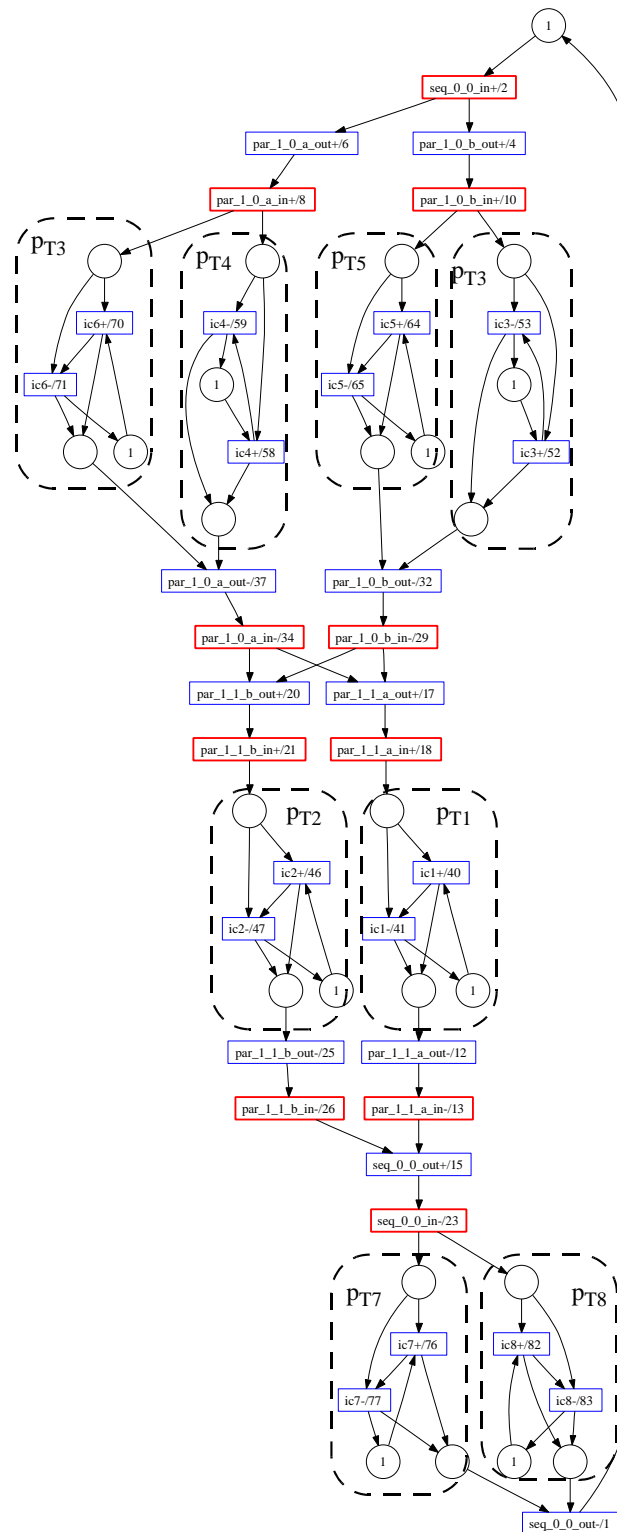 1
seq_0_0_in+/2
par_1_0_a_out+/6 par_1_0_b_out+/4
par_1_0_a_in+/8 par_1_0_b_in+/10
pT3 pT4 pT5 pT3
ic6+/70 ic4-/59 ic5+/64 ic3-/53
ic6-/71 1 ic5-/65 1
1 ic4+/58 1 ic3+/52
par_1_0_a_out-/37 par_1_0_b_out-/32
par_1_0_a_in-/34 par_1_0_b_in-/29
par_1_1_b_out+/20 par_1_1_a_out+/17
par_1_1_b_in+/21 par_1_1_a_in+/18
pT2 pT1
ic2+/46 ic1+/40
ic2-/47 ic1-/41
1 1
par_1_1_b_out-/25 par_1_1_a_out-/12
par_1_1_b_in-/26 par_1_1_a_in-/13
seq_0_0_out+/15
seq_0_0_in-/23
pT7 pT8
ic7+/76 ic8+/82
ic7-/77 ic8-/83
1 1
seq_0_0_out-/1